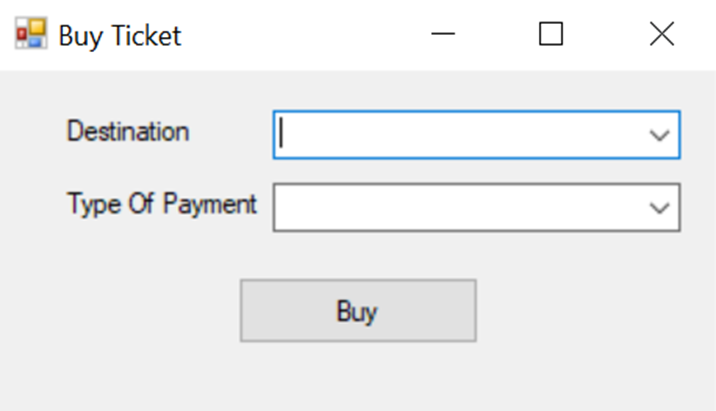 Buy Ticket
Destination
Type Of Payment
Buy